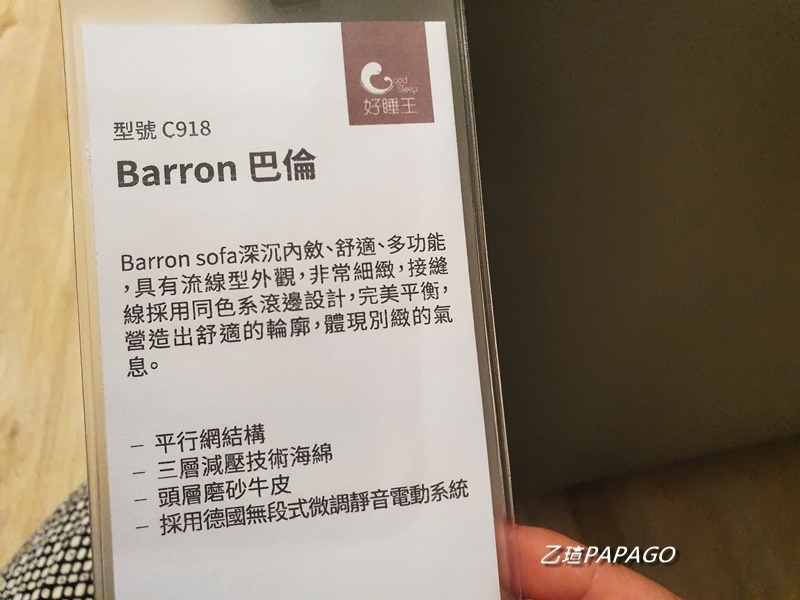 Good
Sleep
好睡王
型號 C918
Barron 巴倫
Barron sofa深沉內斂、舒適、多功能
,具有流線型外觀,非常細緻,接縫
線採用同色系滾邊設計,完美平衡,
營造出舒適的輪廓,體現別緻的氣
息。
– 平行網結構
– 三層減壓技術海綿
– 頭層磨砂牛皮
– 採用德國無段式微調靜音電動系統
乙瑄PAPAGO